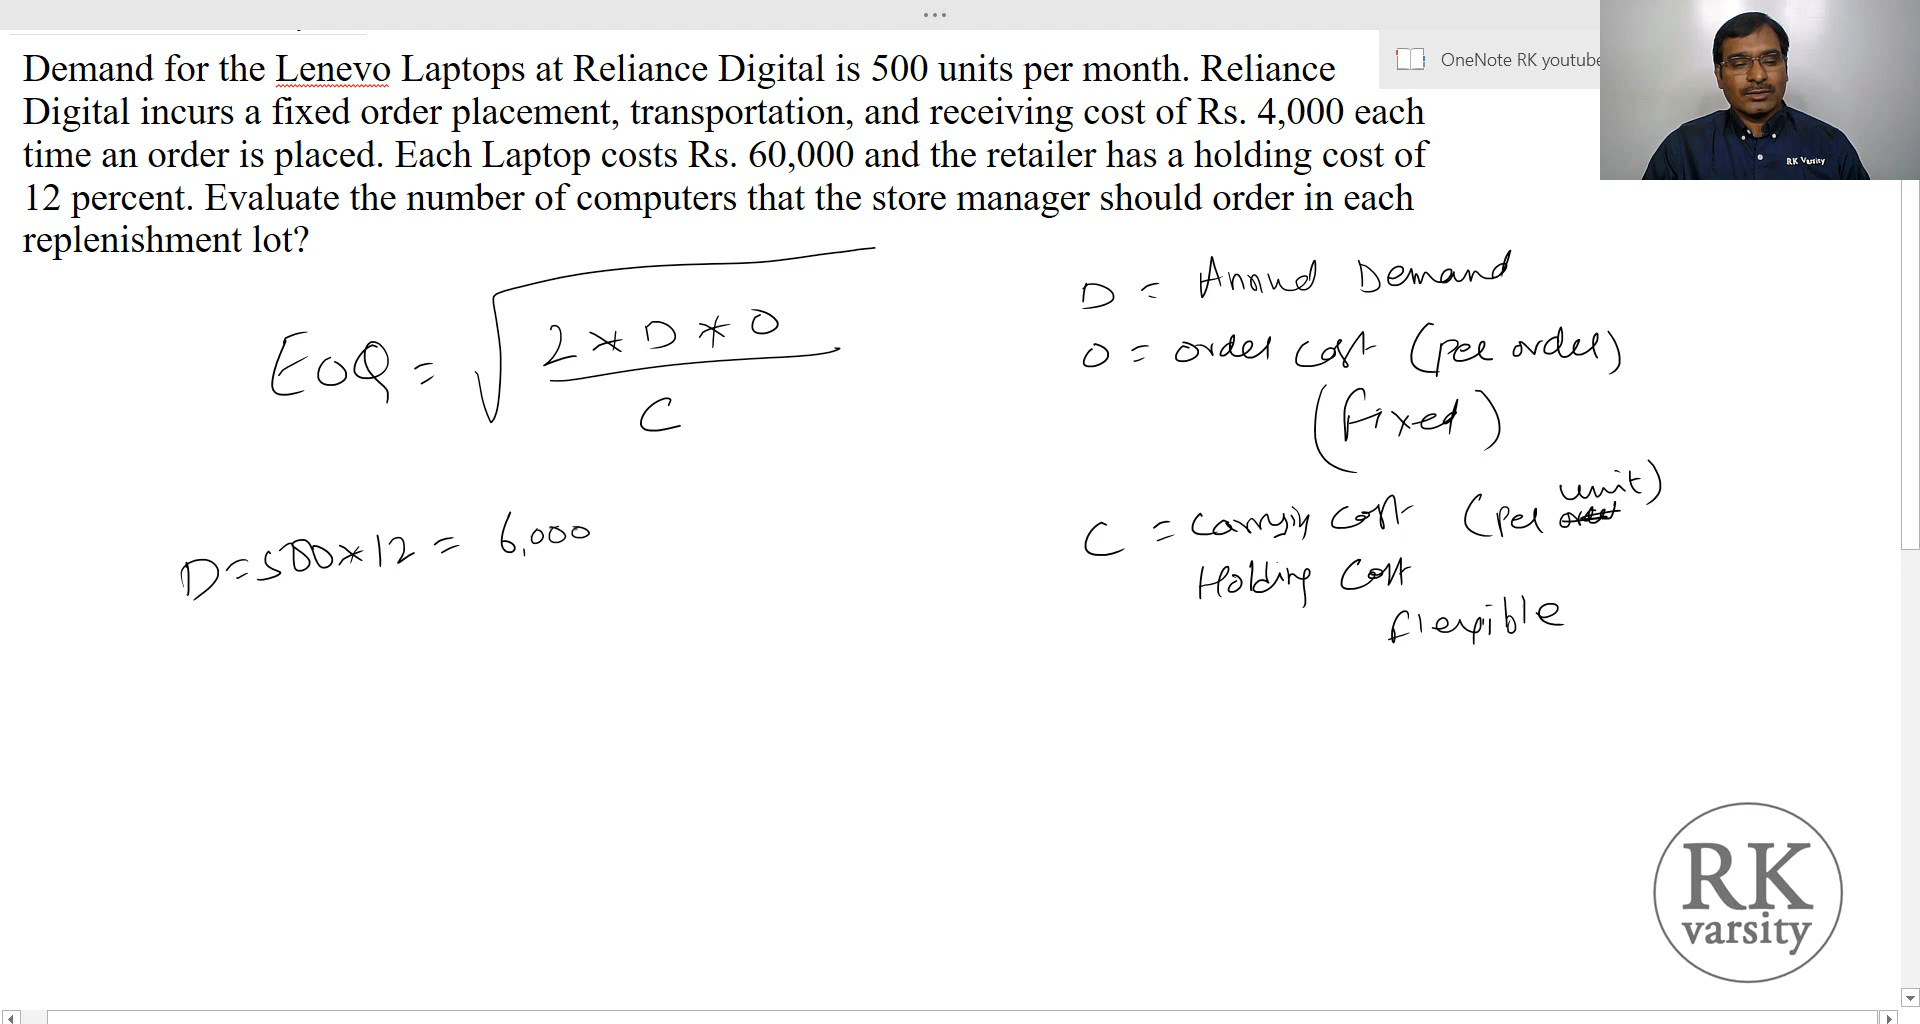 OneNote RK youtube
Demand for the Lenevo Laptops at Reliance Digital is 500 units per month. Reliance
Digital incurs a fixed order placement, transportation, and receiving cost of Rs. 4,000 each
time an order is placed. Each Laptop costs Rs. 60,000 and the retailer has a holding cost of
12 percent. Evaluate the number of computers that the store manager should order in each
replenishment lot?
RK Varsity
EOQ = √
2 * D * O
C
D = Annual Demand
O = order cost (per order)
(fixed)
C = Carrying cost (per unit)
Holding Cost
flexible
D = 500 * 12 = 6,000
RK
varsity